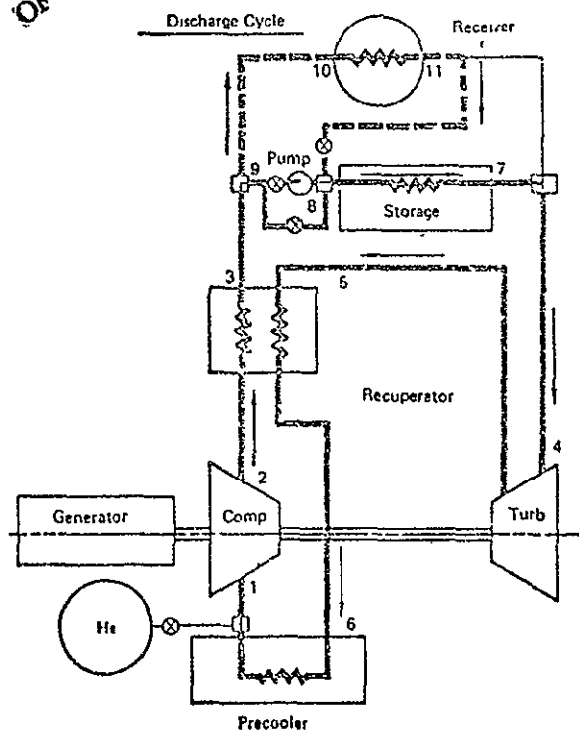 Discharge Cycle
Receiver
10
11
9
Pump
7
8
Storage
3
5
Recuperator
4
2
Generator
Comp
Turb
1
He
6
Precooler